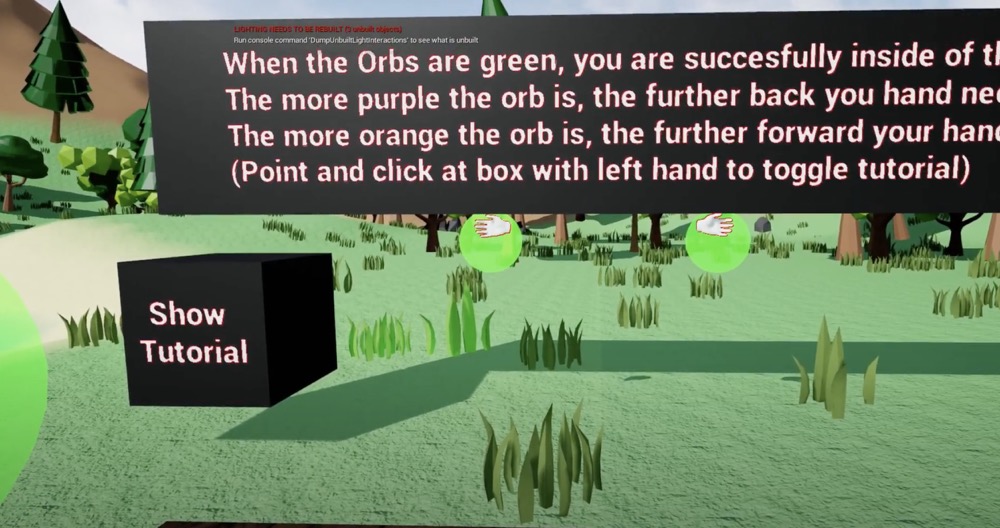 LIGHTING NEEDS TO BE REBUILT (3 unbuilt objects)
Run console command 'DumpUnbuiltLightInteractions' to see what is unbuilt
When the Orbs are green, you are succesfully inside of
The more purple the orb is, the further back you hand
The more orange the orb is, the further forward your
(Point and click at box with left hand to toggle tutorial)
Show
Tutorial